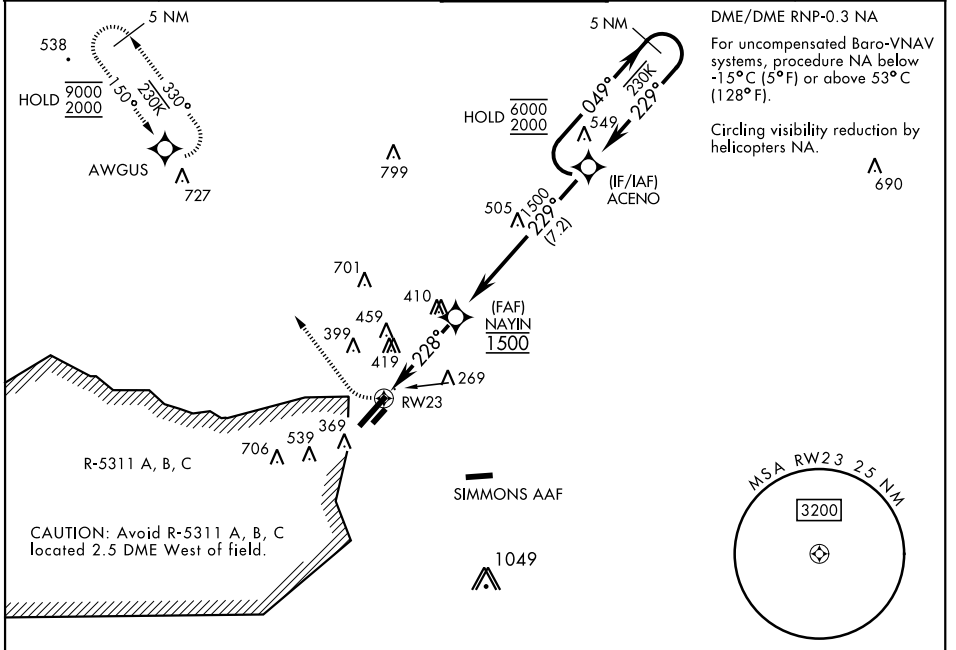 5 NM
538
HOLD 9000 2000
150°
230K
330°
AWGUS
727
799
5 NM
049°
230K
229°
HOLD 6000 2000
549
(IF/IAF)
ACENO
DME/DME RNP-0.3 NA
For uncompensated Baro-VNAV
systems, procedure NA below
-15°C (5°F) or above 53°C
(128°F).
Circling visibility reduction by
helicopters NA.
690
505
1500
229°
(7.2)
701
410
(FAF)
NAYIN
1500
459
399
419
228°
269
RW23
369
539
706
R-5311 A, B, C
SIMMONS AAF
CAUTION: Avoid R-5311 A, B, C
located 2.5 DME West of field.
1049
MSA RW23 25 NM
3200